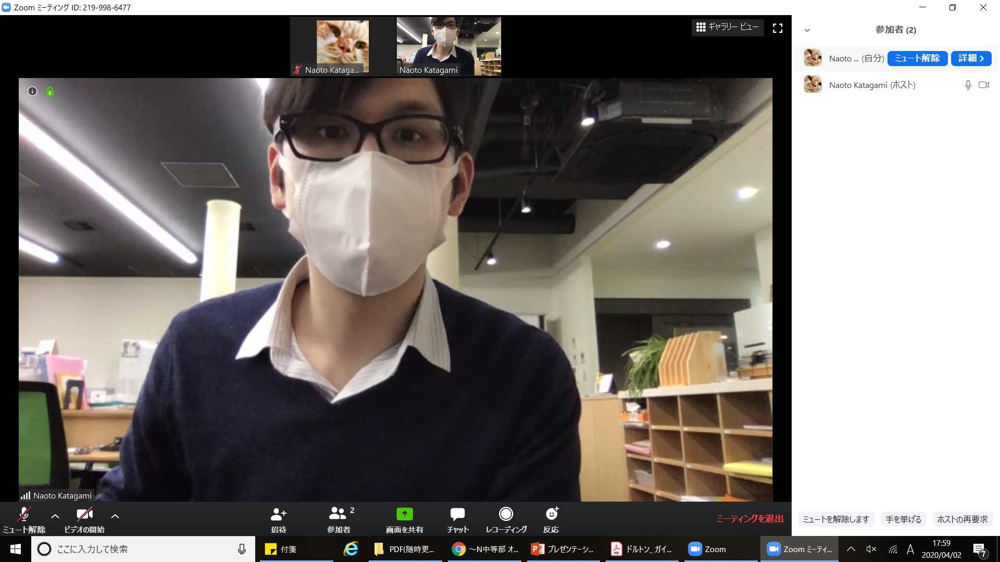 Zoom ミーティング ID: 219-998-6477
ギャラリー ビュー
Naoto Kataga...
Naoto Katagami
Naoto Katagami
参加者 (2)
Naoto ... (自分) ミュート解除 詳細 ›
Naoto Katagami (ホスト)
ミュート解除
ビデオの開始
招待
参加者 2
画面を共有
チャット
レコーディング
反応
ミーティングを退出
ミュートを解除します 手を挙げる ホストの再要求
ここに入力して検索
付箋
PDF(随時更...
～N中等部 オ...
プレゼンテーシ...
ドルトン_ ガイ...
Zoom
Zoom ミーティ...
A
17:59
2020/04/02
7